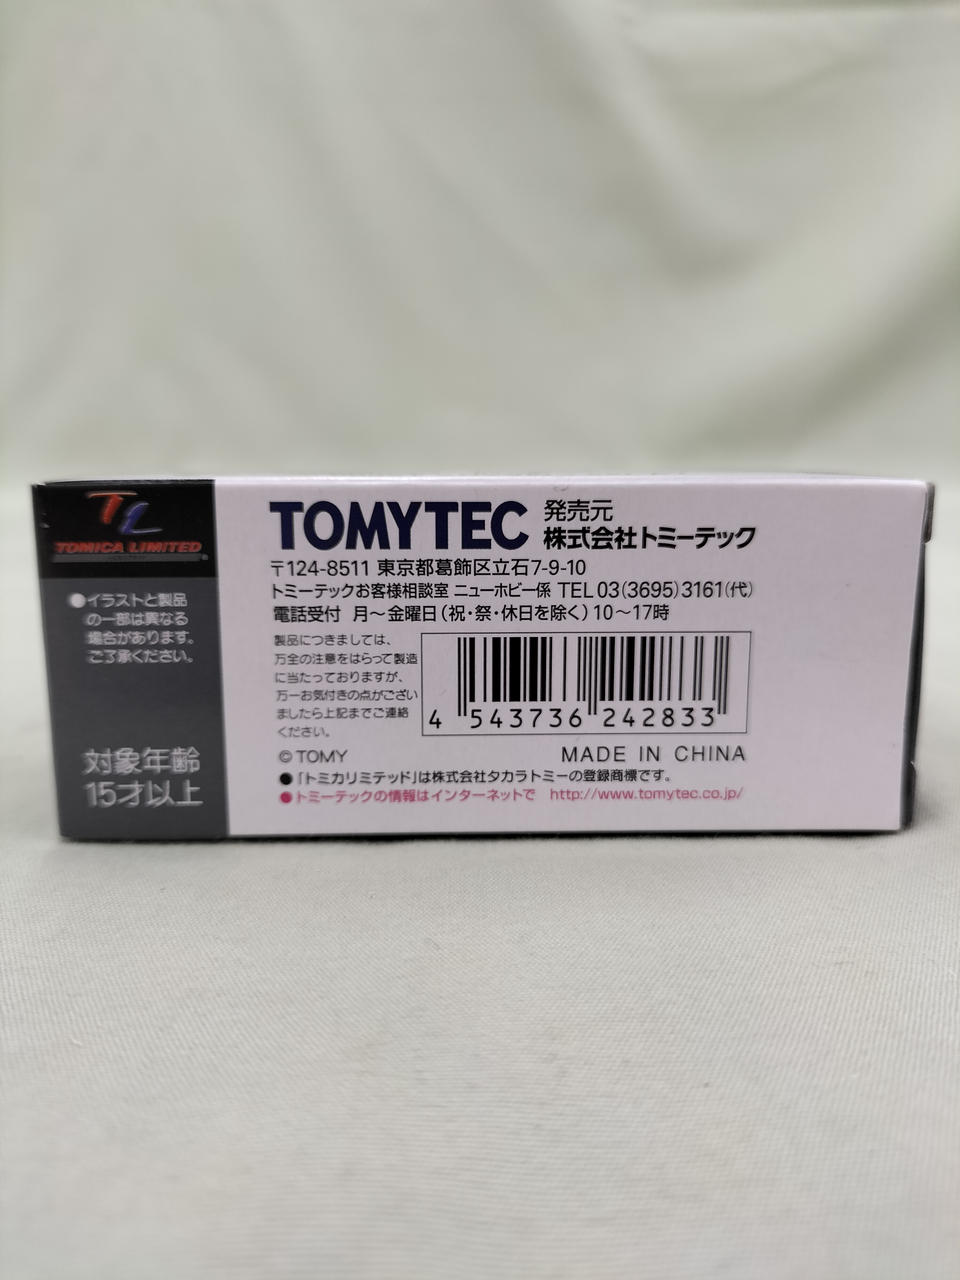 TL
TOMICA LIMITED
●イラストと製品
の一部は異なる
場合があります。
ご了承ください。
対象年齢
15才以上
TOMYTEC 発売元
株式会社トミーテック
〒124-8511 東京都葛飾区立石7-9-10
トミーテックお客様相談室 ニューホビー係 TEL 03(3695)3161(代)
電話受付 月～金曜日(祝・祭・休日を除く)10～17時
製品につきましては、
万全の注意をはらって製造
に当たっておりますが、
万一お気付きの点がござい
ましたら上記までご連絡
ください。
4 543736 242833
© TOMY MADE IN CHINA
●「トミカリミテッド」は株式会社タカラトミーの登録商標です。
●トミーテックの情報はインターネットで http://www.tomytec.co.jp/